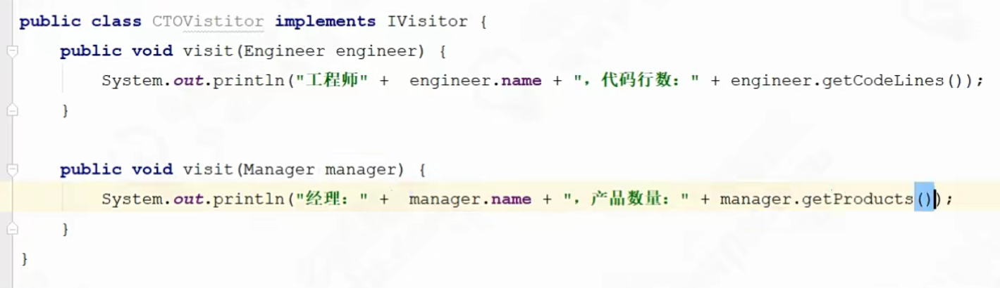 public class CTOVistitor implements IVisitor {
public void visit(Engineer engineer) {
System.out.println("工程师" +  engineer.name + ", 代码行数: " + engineer.getCodeLines());
}
public void visit(Manager manager) {
System.out.println("经理: " +  manager.name + ", 产品数量: " + manager.getProducts());
}
}